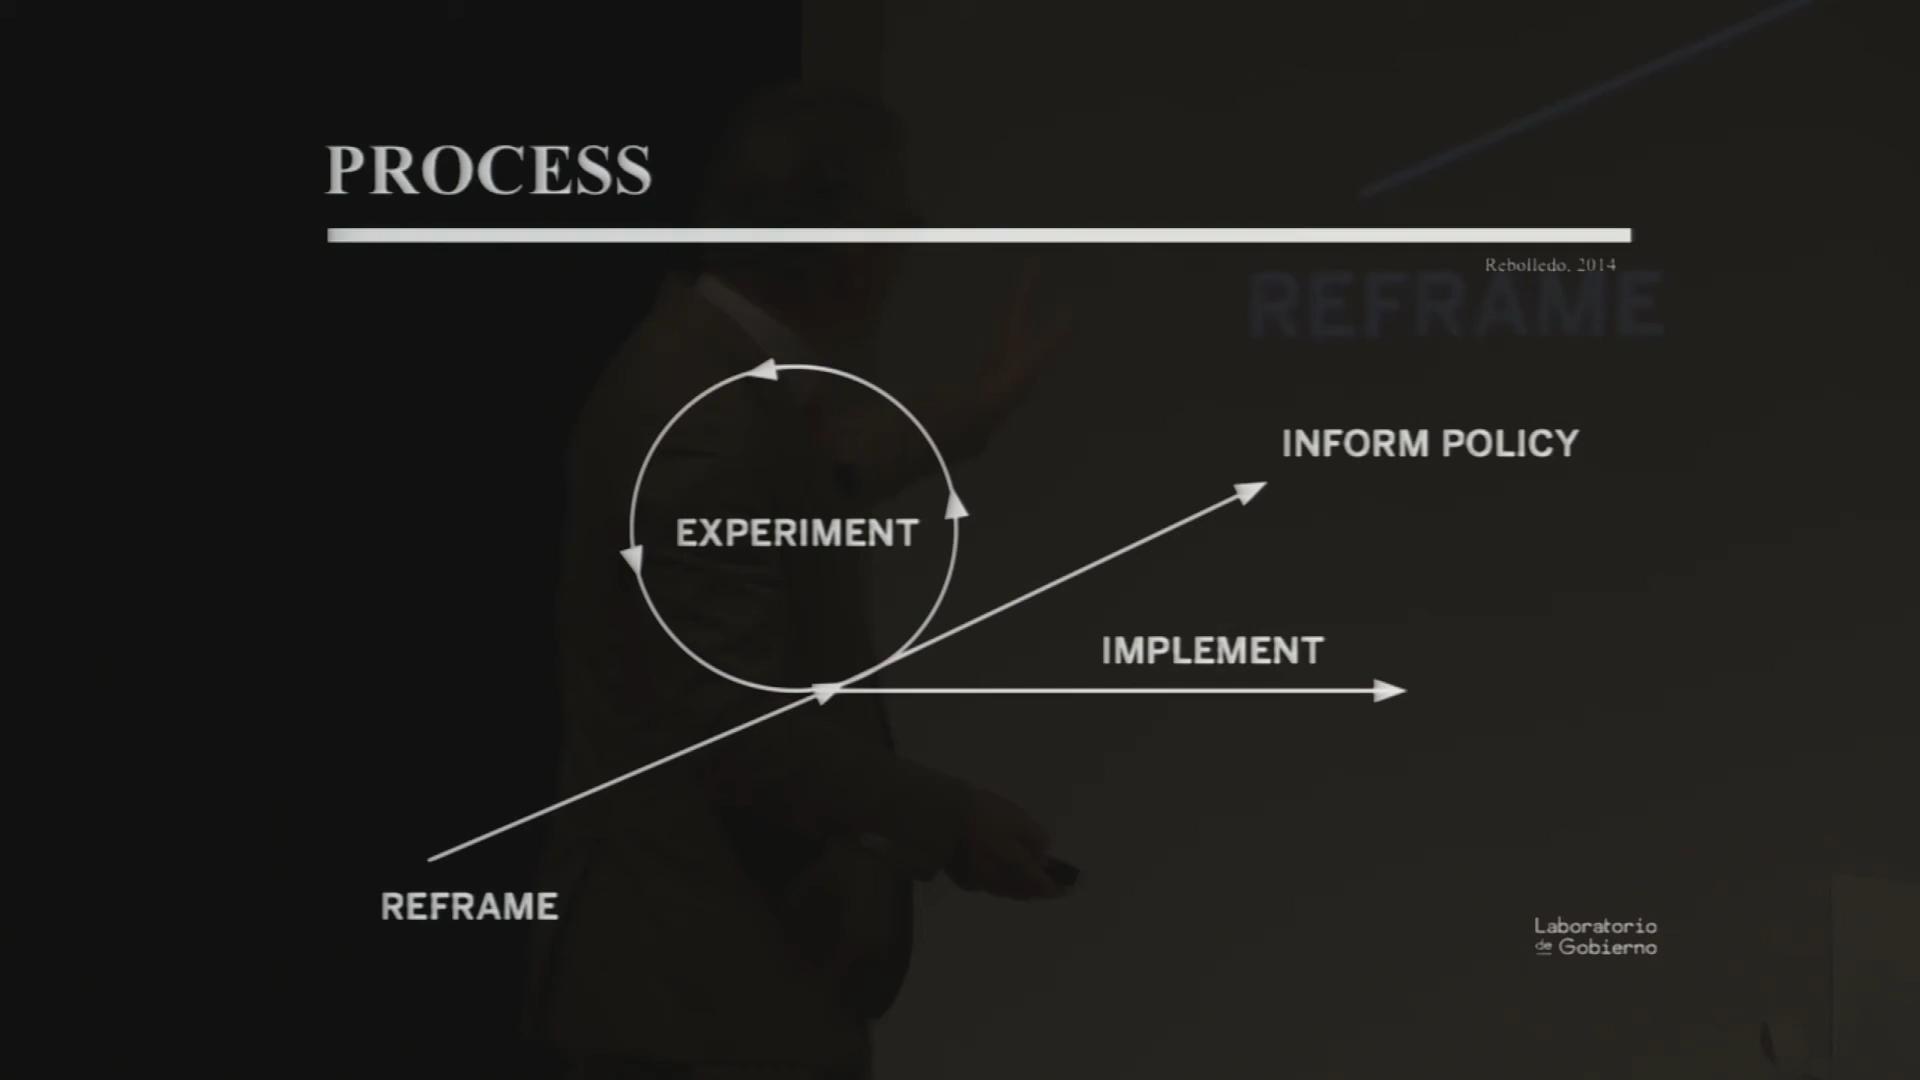 PROCESS
Rebolledo, 2014
REFRAME
INFORM POLICY
EXPERIMENT
IMPLEMENT
REFRAME
Laboratorio
de Gobierno